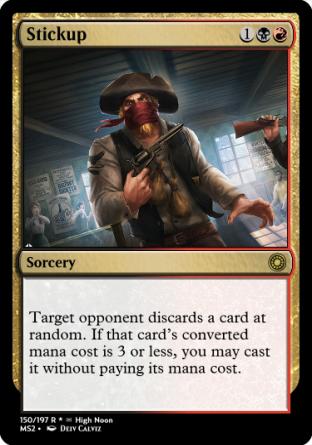 Stickup 1
Sorcery
Target opponent discards a card at
random. If that card's converted
mana cost is 3 or less, you may cast
it without paying its mana cost.
150/197 R * High Noon
MS2 • Deiv Calviz